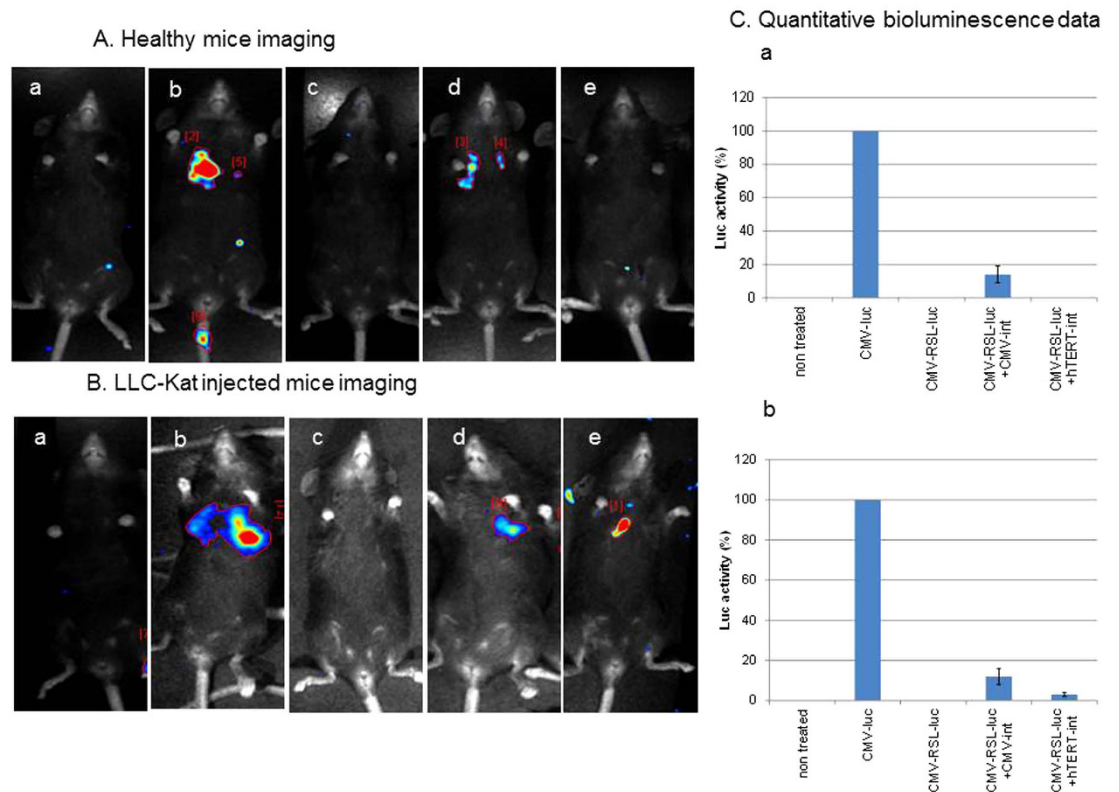 A. Healthy mice imaging
a
b
c
d
e
[2]
[5]
[3]
[4]
B. LLC-Kat injected mice imaging
a
b
c
d
e
[1]
C. Quantitative bioluminescence data
a
120
100
80
60
40
20
0
Luc activity (%)
non treated
CMV-luc
CMV-RSL-luc
CMV-RSL-luc
+CMV-int
CMV-RSL-luc
+hTERT-int
b
120
100
80
60
40
20
0
Luc activity (%)
non treated
CMV-luc
CMV-RSL-luc
CMV-RSL-luc
+CMV-int
CMV-RSL-luc
+hTERT-int